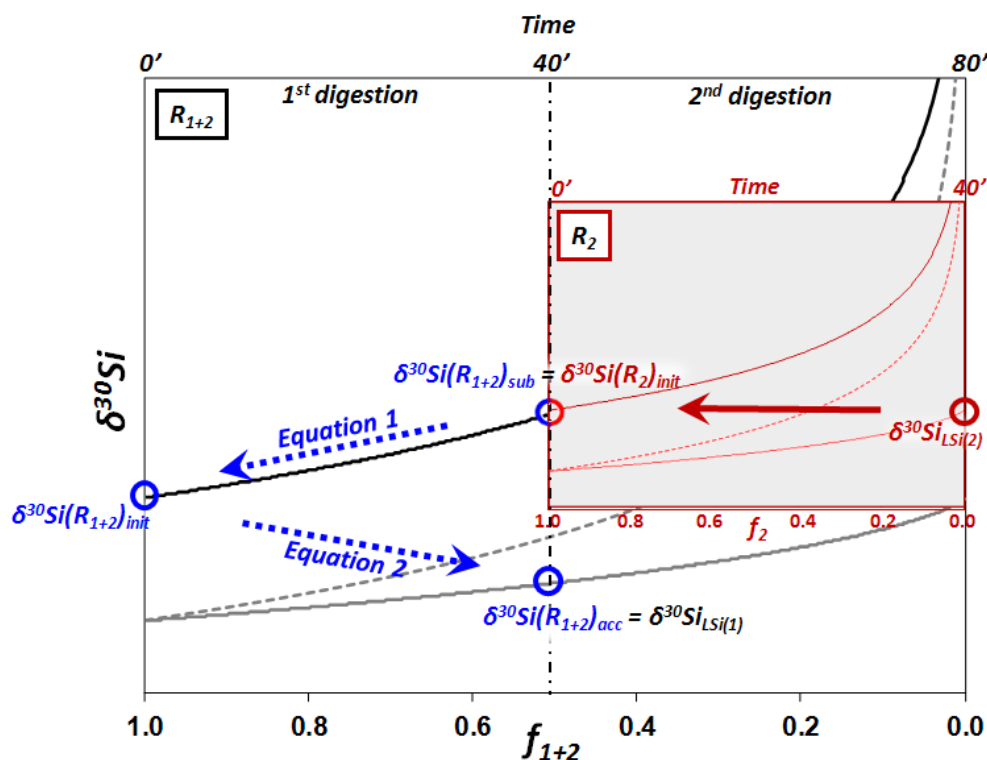 Time
0’ 40’ 80’
1st digestion 2nd digestion
R1+2
Time
0’ 40’
R2
δ30Si
δ30Si(R1+2)sub = δ30Si(R2)init
Equation 1
δ30SiLSi(2)
δ30Si(R1+2)init
1.0 0.8 0.6 0.4 0.2 0.0
f2
Equation 2
δ30Si(R1+2)acc = δ30SiLSi(1)
1.0 0.8 0.6 0.4 0.2 0.0
f1+2